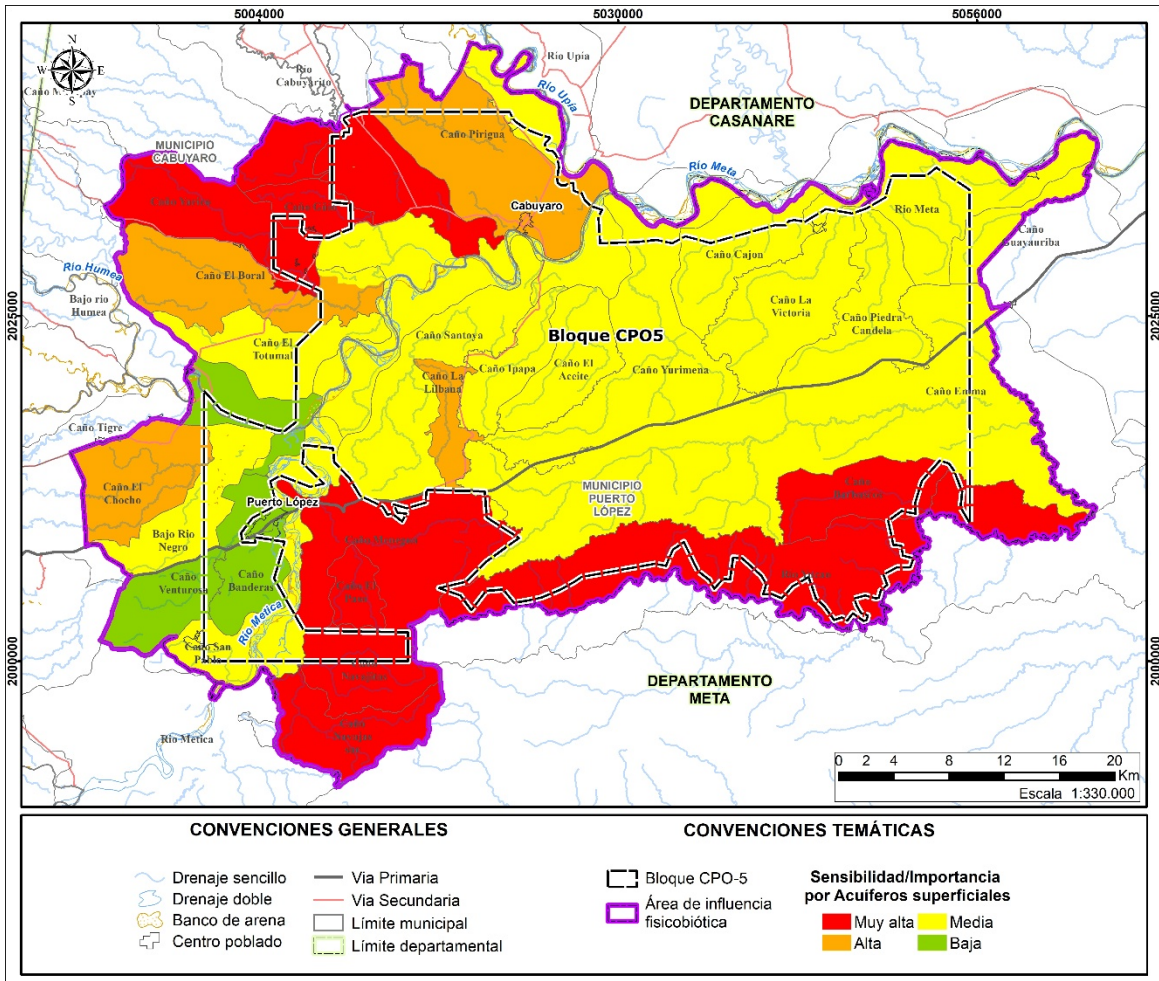 5004000
5030000
5056000
N
W E
S
Río Upía
Río
Cabuyarito
Río
Upía
DEPARTAMENTO
CASANARE
Caño Pirigua
MUNICIPIO
CABUYARO
Río Meta
Cabuyaro
Río Meta
Caño
Guayuriba
Caño Cajon
Río Humea
Caño El Boral
Bajo rio
Humea
2025000
2025000
Caño La
Victoria
Caño Piedra
Candela
Caño Santoya
Bloque CPO5
Caño El
Totumal
Caño Ipapa
Caño El
Aceite
Caño Yurimena
Caño La
Lilbana
Caño Emma
Caño Tigre
Caño El
Chocho
MUNICIPIO
PUERTO
LÓPEZ
Puerto López
Bajo Rio
Negro
Caño
Venturosa
Caño
Banderas
Río Metica
Caño San
Pablo
2000000
2000000
DEPARTAMENTO
META
Rio Metica
0 2 4 8 12 16 20
Km
Escala 1:330.000
CONVENCIONES GENERALES
Drenaje sencillo
Drenaje doble
Banco de arena
Centro poblado
Via Primaria
Via Secundaria
Límite municipal
Límite departamental
CONVENCIONES TEMÁTICAS
Bloque CPO-5
Área de influencia
fisicobiótica
Sensibilidad/Importancia
por Acuíferos superficiales
Muy alta
Media
Alta
Baja